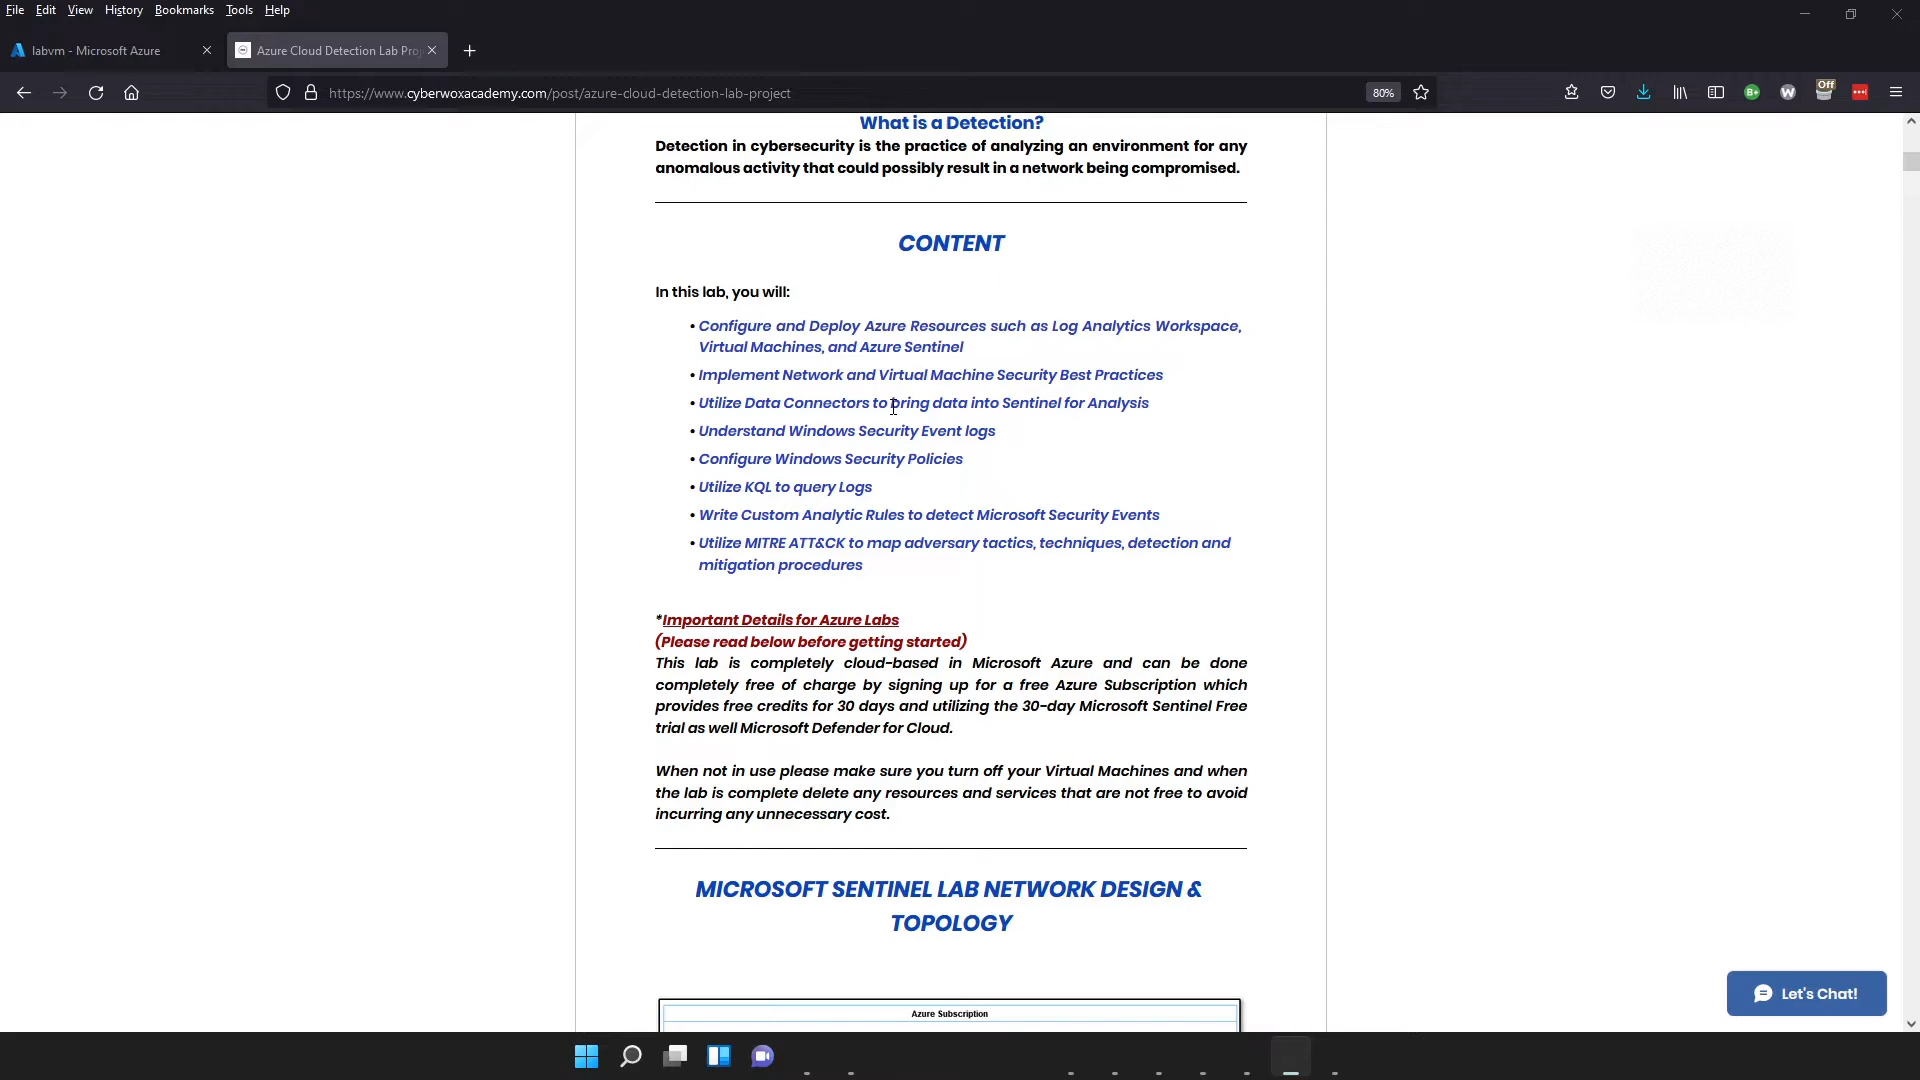 File Edit View History Bookmarks Tools Help
labvm - Microsoft Azure
Azure Cloud Detection Lab Pro
https://www.cyberwoxacademy.com/post/azure-cloud-detection-lab-project
80%
Off
B+
W
What is a Detection?
Detection in cybersecurity is the practice of analyzing an environment for any
anomalous activity that could possibly result in a network being compromised.
CONTENT
In this lab, you will:
• Configure and Deploy Azure Resources such as Log Analytics Workspace,
Virtual Machines, and Azure Sentinel
• Implement Network and Virtual Machine Security Best Practices
• Utilize Data Connectors to bring data into Sentinel for Analysis
• Understand Windows Security Event logs
• Configure Windows Security Policies
• Utilize KQL to query Logs
• Write Custom Analytic Rules to detect Microsoft Security Events
• Utilize MITRE ATT&CK to map adversary tactics, techniques, detection and
mitigation procedures
*Important Details for Azure Labs
(Please read below before getting started)
This lab is completely cloud-based in Microsoft Azure and can be done
completely free of charge by signing up for a free Azure Subscription which
provides free credits for 30 days and utilizing the 30-day Microsoft Sentinel Free
trial as well Microsoft Defender for Cloud.
When not in use please make sure you turn off your Virtual Machines and when
the lab is complete delete any resources and services that are not free to avoid
incurring any unnecessary cost.
MICROSOFT SENTINEL LAB NETWORK DESIGN &
TOPOLOGY
Azure Subscription
Let's Chat!